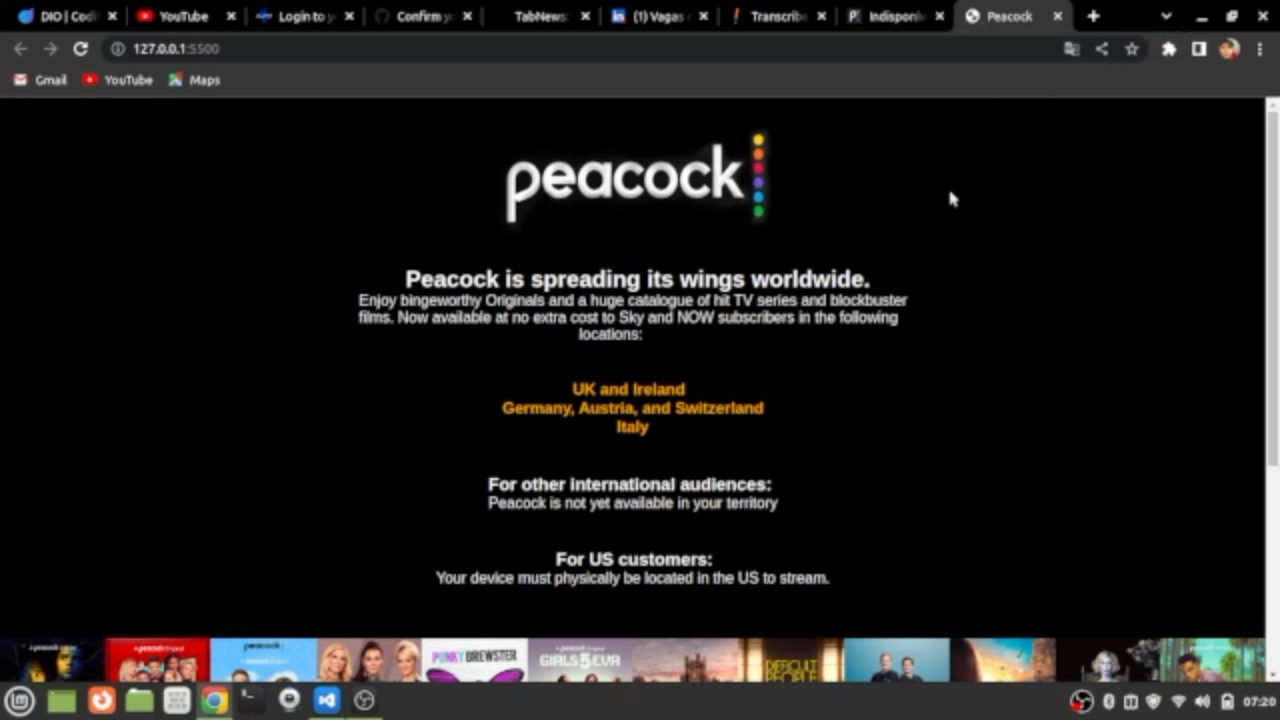 DIO | Codi
YouTube
Login to y
Confirm y
TabNews
(1) Vagas
Transcribe
Indisponív
Peacock
127.0.0.1:5500
Gmail
YouTube
Maps
peacock
Peacock is spreading its wings worldwide.
Enjoy bingeworthy Originals and a huge catalogue of hit TV series and blockbuster
films. Now available at no extra cost to Sky and NOW subscribers in the following
locations:
UK and Ireland
Germany, Austria, and Switzerland
Italy
For other international audiences:
Peacock is not yet available in your territory
For US customers:
Your device must physically be located in the US to stream.
peacock
PUNKY BREWSTER
GIRLS5EVA
DIFFICULT
PEOPLE
07:20